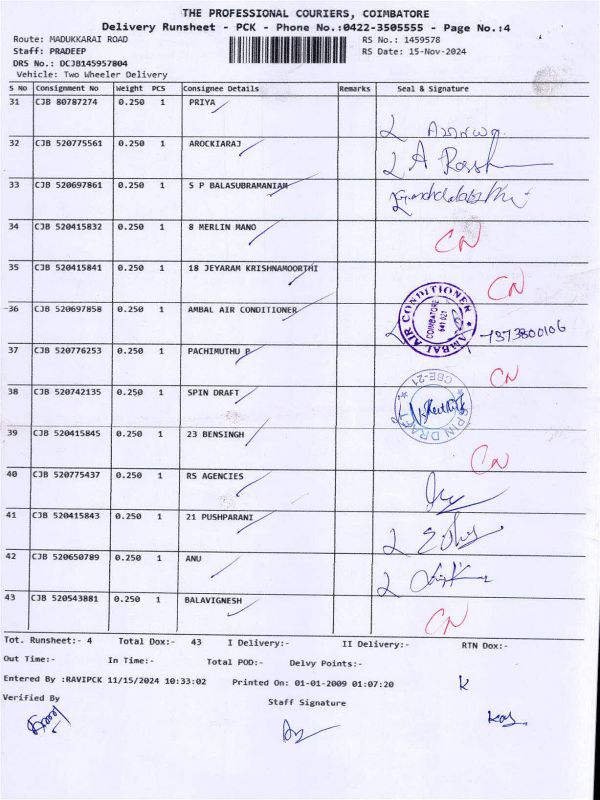 THE PROFESSIONAL COURIERS, COIMBATORE
Delivery Runsheet - PCK - Phone No.:0422-3505555 - Page No.:4
Route: MADUKKARAI ROAD RS No.: 1459578
Staff: PRADEEP RS Date: 15-Nov-2024
DRS No.: DCJB145957804
Vehicle: Two Wheeler Delivery
S No Consignment No Weight PCS Consignee Details Remarks Seal & Signature
31 CJB 80787274 0.250 1 PRIYA
32 CJB 520775561 0.250 1 AROCKIARAJ
33 CJB 520697861 0.250 1 S P BALASUBRAMANIAM
34 CJB 520415832 0.250 1 8 MERLIN MANO CN
35 CJB 520415841 0.250 1 18 JEYARAM KRISHNAMOORTHI CN
36 CJB 520697858 0.250 1 AMBAL AIR CONDITIONER AMBAL AIR CONDITIONER COIMBATORE 641 021
37 CJB 520776253 0.250 1 PACHIMUTHU P CN
38 CJB 520742135 0.250 1 SPIN DRAFT SPIN DRAFT CBE-21
39 CJB 520415845 0.250 1 23 BENSINGH CN
40 CJB 520775437 0.250 1 RS AGENCIES
41 CJB 520415843 0.250 1 21 PUSHPARANI
42 CJB 520650789 0.250 1 ANU
43 CJB 520543881 0.250 1 BALAVIGNESH CN
Tot. Runsheet:- 4 Total Dox:- 43 I Delivery:- II Delivery:- RTN Dox:-
Out Time:- In Time:- Total POD:- Delvy Points:-
Entered By :RAVIPCK 11/15/2024 10:33:02 Printed On: 01-01-2009 01:07:20
Verified By Staff Signature